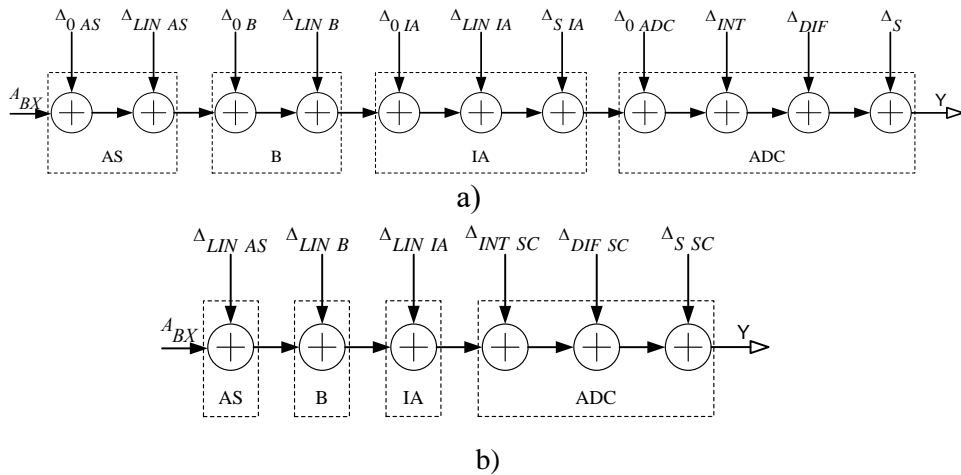 Δ0 AS ΔLIN AS Δ0 B ΔLIN B Δ0 IA ΔLIN IA ΔS IA Δ0 ADC ΔINT ΔDIF ΔS
ABX Y
AS B IA ADC
a)
ΔLIN AS ΔLIN B ΔLIN IA ΔINT SC ΔDIF SC ΔS SC
ABX Y
AS B IA ADC
b)